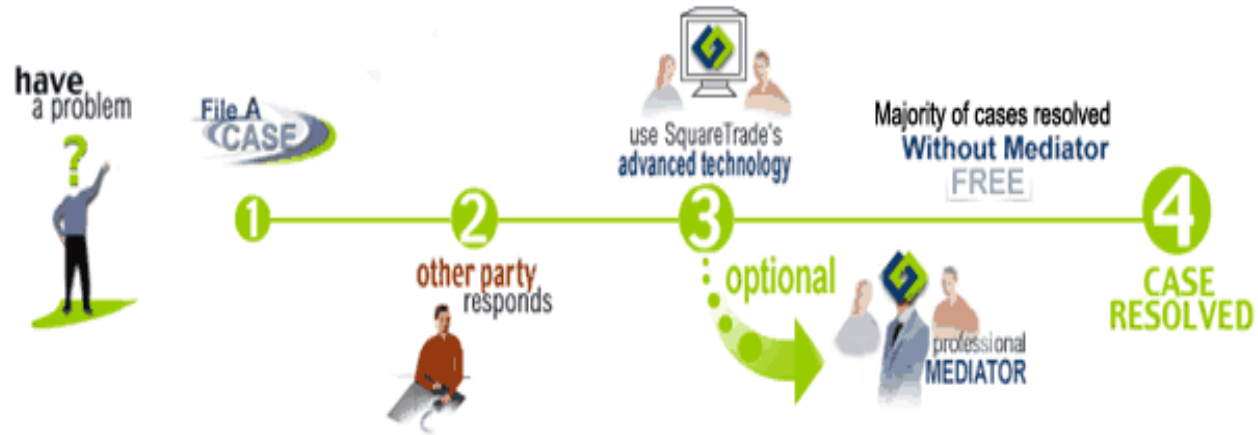 have
a problem
?
File A
CASE
1
2
other party
responds
use SquareTrade's
advanced technology
3
optional
professional
MEDIATOR
Majority of cases resolved
Without Mediator
FREE
4
CASE
RESOLVED